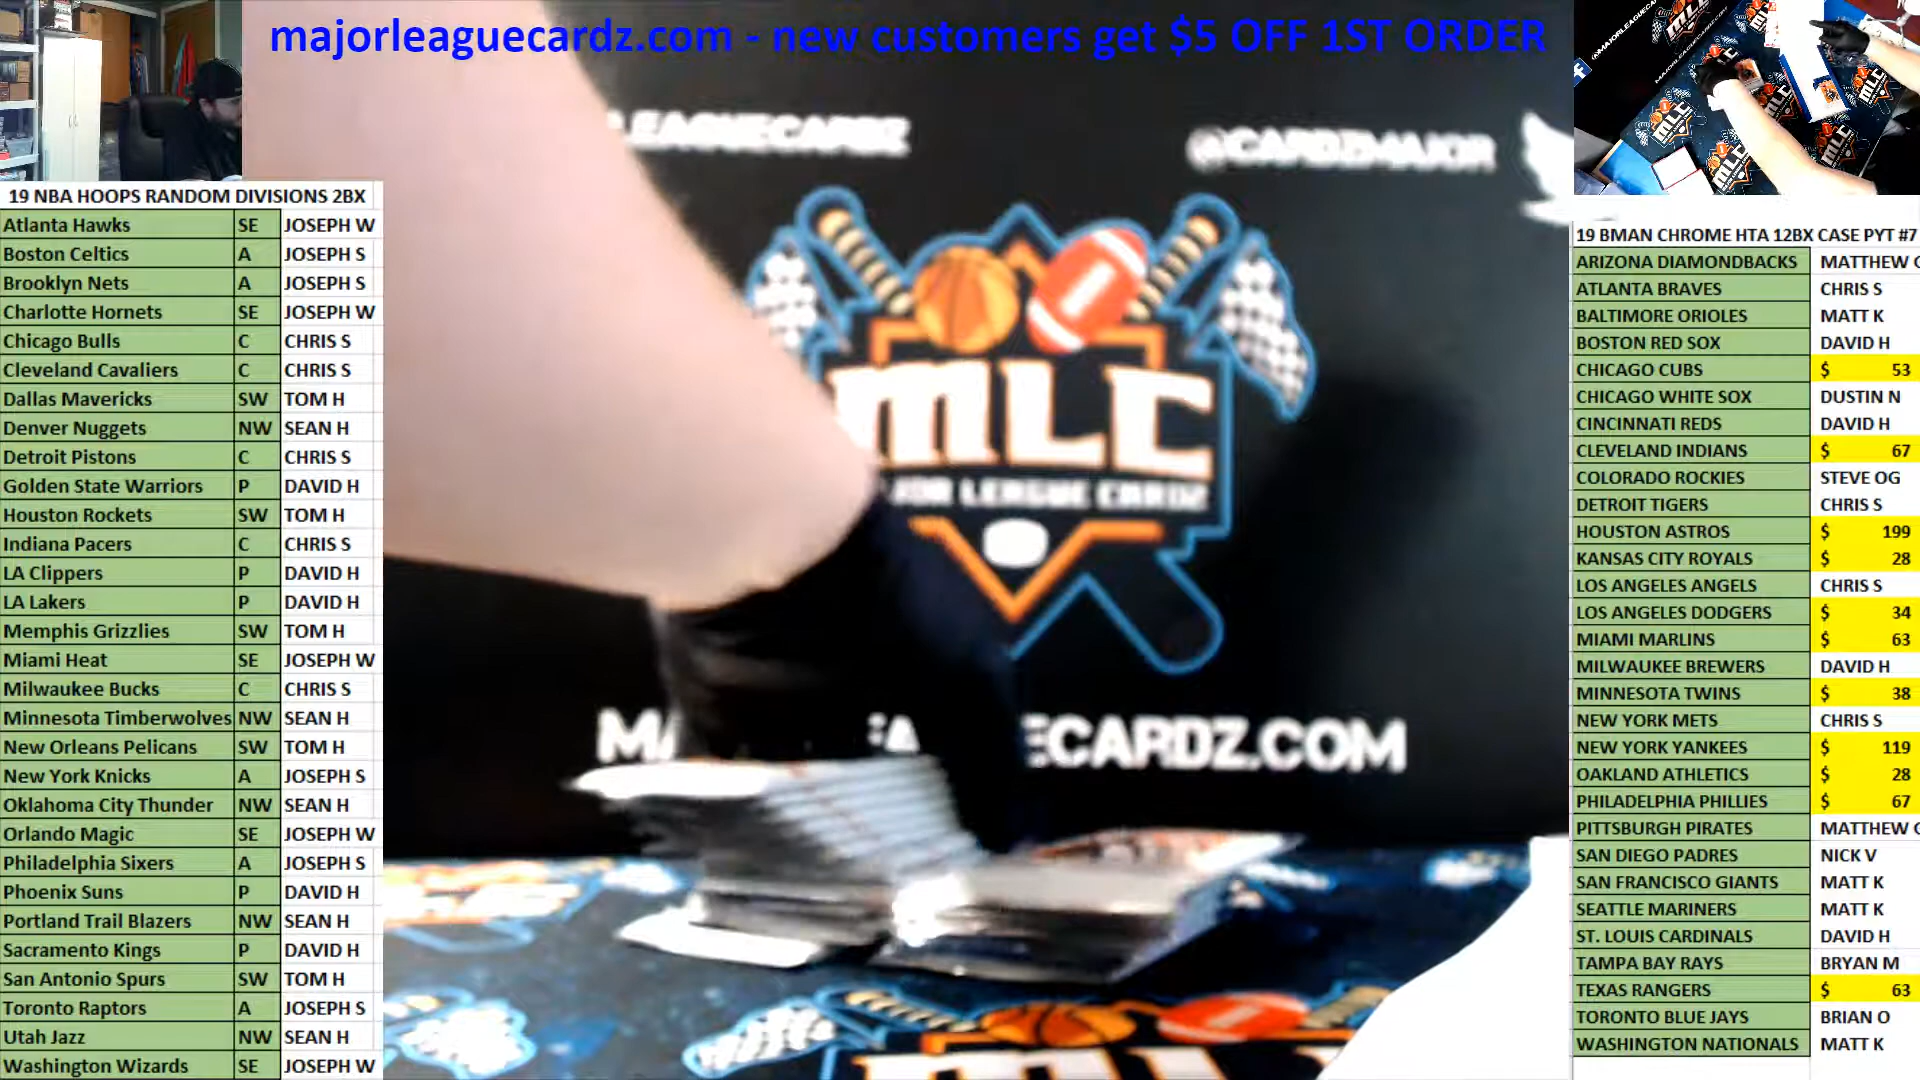 majorleaguecardz.com - new customers get $5 OFF 1ST ORDER
LEAGUECARDZ
@CARDZMAJOR
MLC
JOR LEAGUE CARDZ
ECARDZ.COM
19 NBA HOOPS RANDOM DIVISIONS 2BX
Atlanta Hawks SE JOSEPH W
Boston Celtics A JOSEPH S
Brooklyn Nets A JOSEPH S
Charlotte Hornets SE JOSEPH W
Chicago Bulls C CHRIS S
Cleveland Cavaliers C CHRIS S
Dallas Mavericks SW TOM H
Denver Nuggets NW SEAN H
Detroit Pistons C CHRIS S
Golden State Warriors P DAVID H
Houston Rockets SW TOM H
Indiana Pacers C CHRIS S
LA Clippers P DAVID H
LA Lakers P DAVID H
Memphis Grizzlies SW TOM H
Miami Heat SE JOSEPH W
Milwaukee Bucks C CHRIS S
Minnesota Timberwolves NW SEAN H
New Orleans Pelicans SW TOM H
New York Knicks A JOSEPH S
Oklahoma City Thunder NW SEAN H
Orlando Magic SE JOSEPH W
Philadelphia Sixers A JOSEPH S
Phoenix Suns P DAVID H
Portland Trail Blazers NW SEAN H
Sacramento Kings P DAVID H
San Antonio Spurs SW TOM H
Toronto Raptors A JOSEPH S
Utah Jazz NW SEAN H
Washington Wizards SE JOSEPH W
19 BMAN CHROME HTA 12BX CASE PYT #7
ARIZONA DIAMONDBACKS MATTHEW
ATLANTA BRAVES CHRIS S
BALTIMORE ORIOLES MATT K
BOSTON RED SOX DAVID H
CHICAGO CUBS $ 53
CHICAGO WHITE SOX DUSTIN N
CINCINNATI REDS DAVID H
CLEVELAND INDIANS $ 67
COLORADO ROCKIES STEVE OG
DETROIT TIGERS CHRIS S
HOUSTON ASTROS $ 199
KANSAS CITY ROYALS $ 28
LOS ANGELES ANGELS CHRIS S
LOS ANGELES DODGERS $ 34
MIAMI MARLINS $ 63
MILWAUKEE BREWERS DAVID H
MINNESOTA TWINS $ 38
NEW YORK METS CHRIS S
NEW YORK YANKEES $ 119
OAKLAND ATHLETICS $ 28
PHILADELPHIA PHILLIES $ 67
PITTSBURGH PIRATES MATTHEW
SAN DIEGO PADRES NICK V
SAN FRANCISCO GIANTS MATT K
SEATTLE MARINERS MATT K
ST. LOUIS CARDINALS DAVID H
TAMPA BAY RAYS BRYAN M
TEXAS RANGERS $ 63
TORONTO BLUE JAYS BRIAN O
WASHINGTON NATIONALS MATT K